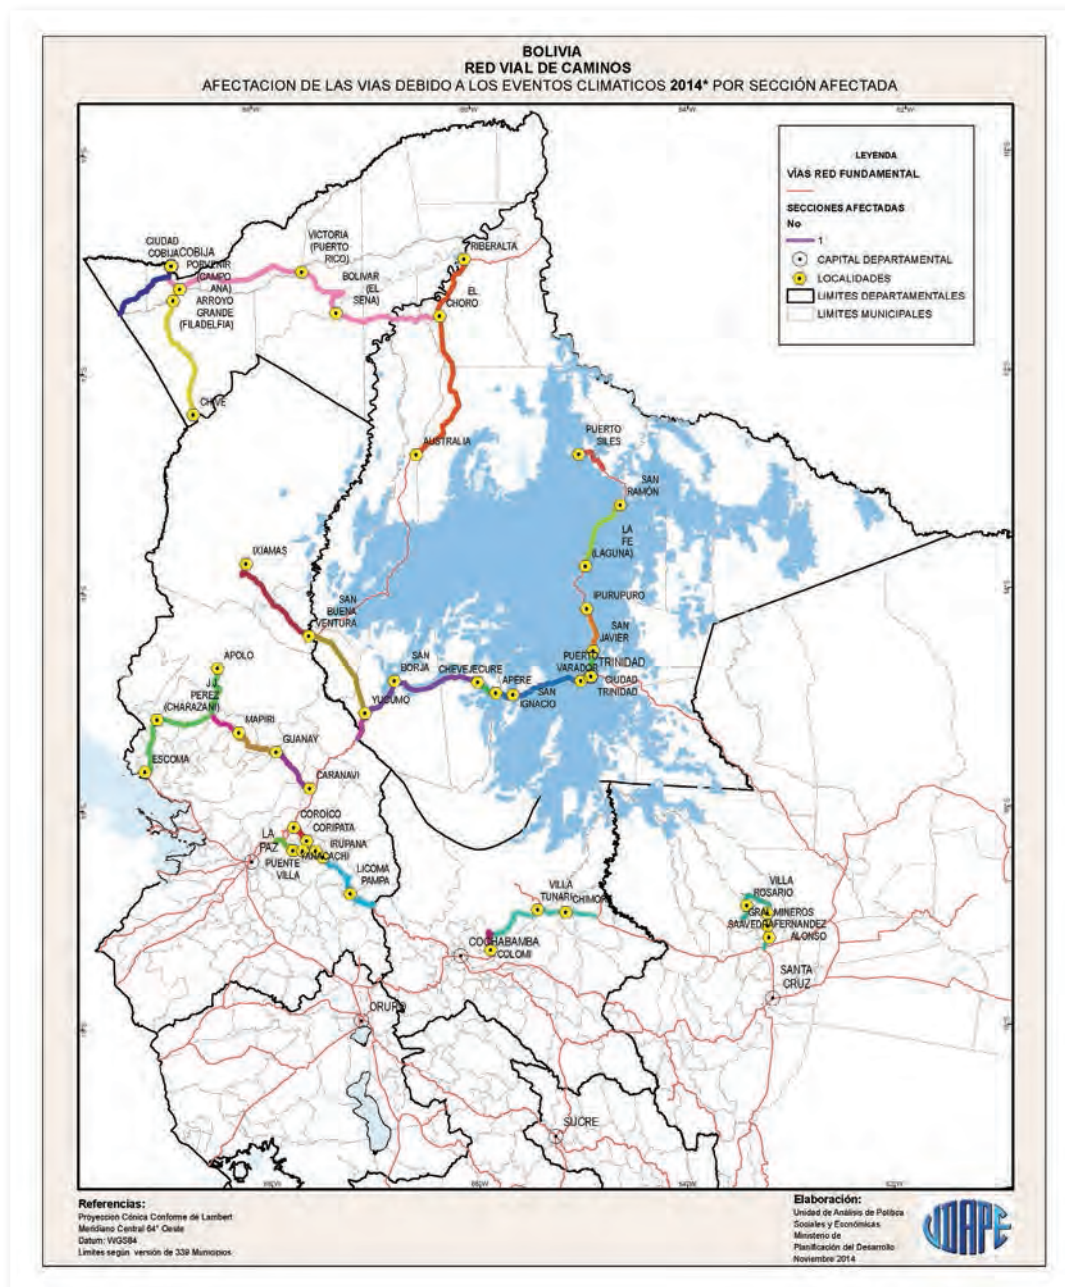 BOLIVIA
RED VIAL DE CAMINOS
AFECTACION DE LAS VIAS DEBIDO A LOS EVENTOS CLIMATICOS 2014* POR SECCIÓN AFECTADA
LEYENDA
VÍAS RED FUNDAMENTAL
SECCIONES AFECTADAS
No
1
CAPITAL DEPARTAMENTAL
LOCALIDADES
LIMITES DEPARTAMENTALES
LIMITES MUNICIPALES
CIUDAD
COBIJA
COBIJA
PORVENIR
(CAMPO
ANA)
ARROYO
GRANDE
(FILADELFIA)
VICTORIA
(PUERTO
RICO)
BOLIVAR
(EL
SENA)
RIBERALTA
EL
CHORO
CHIVE
AUSTRALIA
PUERTO
SILES
SAN
RAMÓN
LA
FE
(LAGUNA)
IXIAMAS
SAN
BUENA
VENTURA
IPURUPURO
SAN
JAVIER
PUERTO
VARADOR
TRINIDAD
CIUDAD
TRINIDAD
SAN
BORJA
CHEVEJECURE
APERE
SAN
IGNACIO
YUCUMO
APOLO
J.J.
PEREZ
(CHARAZANI)
MAPIRI
GUANAY
ESCOMA
CARANAVI
COROICO
CORIPATA
LA
PAZ
IRUPANA
YANACACHI
PUENTE
VILLA
LICOMA
PAMPA
VILLA
TUNARI
CHIMORE
COCHABAMBA
COLOMI
VILLA
ROSARIO
GRAL
MINEROS
SAAVEDRA
FERNANDEZ
ALONSO
SANTA
CRUZ
ORURO
SUCRE
Referencias:
Proyeccion Cónica Conforme de Lambert
Meridiano Central 64° Oeste
Datum: WGS84
Limites según versión de 339 Municipios
Elaboración:
Unidad de Análisis de Política
Sociales y Económicas
Ministerio de
Planificación del Desarrollo
Noviembre 2014
UDAPE